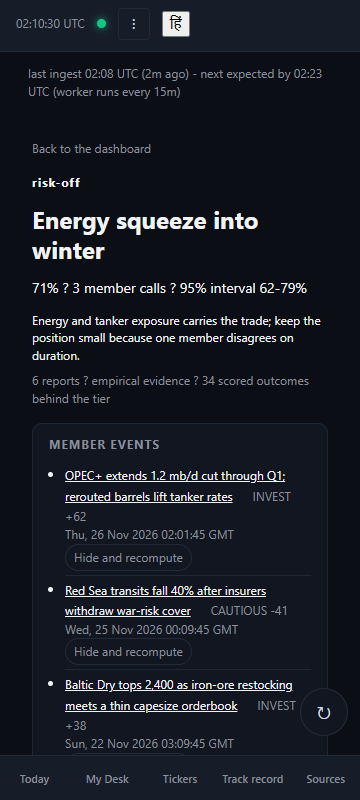 02:10:30 UTC ⋮ हिं
last ingest 02:08 UTC (2m ago) - next expected by 02:23
UTC (worker runs every 15m)
Back to the dashboard
risk-off
Energy squeeze into
winter
71% ? 3 member calls ? 95% interval 62-79%
Energy and tanker exposure carries the trade; keep the
position small because one member disagrees on
duration.
6 reports ? empirical evidence ? 34 scored outcomes
behind the tier
MEMBER EVENTS
OPEC+ extends 1.2 mb/d cut through Q1;
rerouted barrels lift tanker rates INVEST
+62
Thu, 26 Nov 2026 02:01:45 GMT
Hide and recompute
Red Sea transits fall 40% after insurers
withdraw war-risk cover CAUTIOUS -41
Wed, 25 Nov 2026 00:09:45 GMT
Hide and recompute
Baltic Dry tops 2,400 as iron-ore restocking
meets a thin capesize orderbook INVEST
+38
↻
Sun, 22 Nov 2026 03:09:45 GMT
Today My Desk Tickers Track record Sources